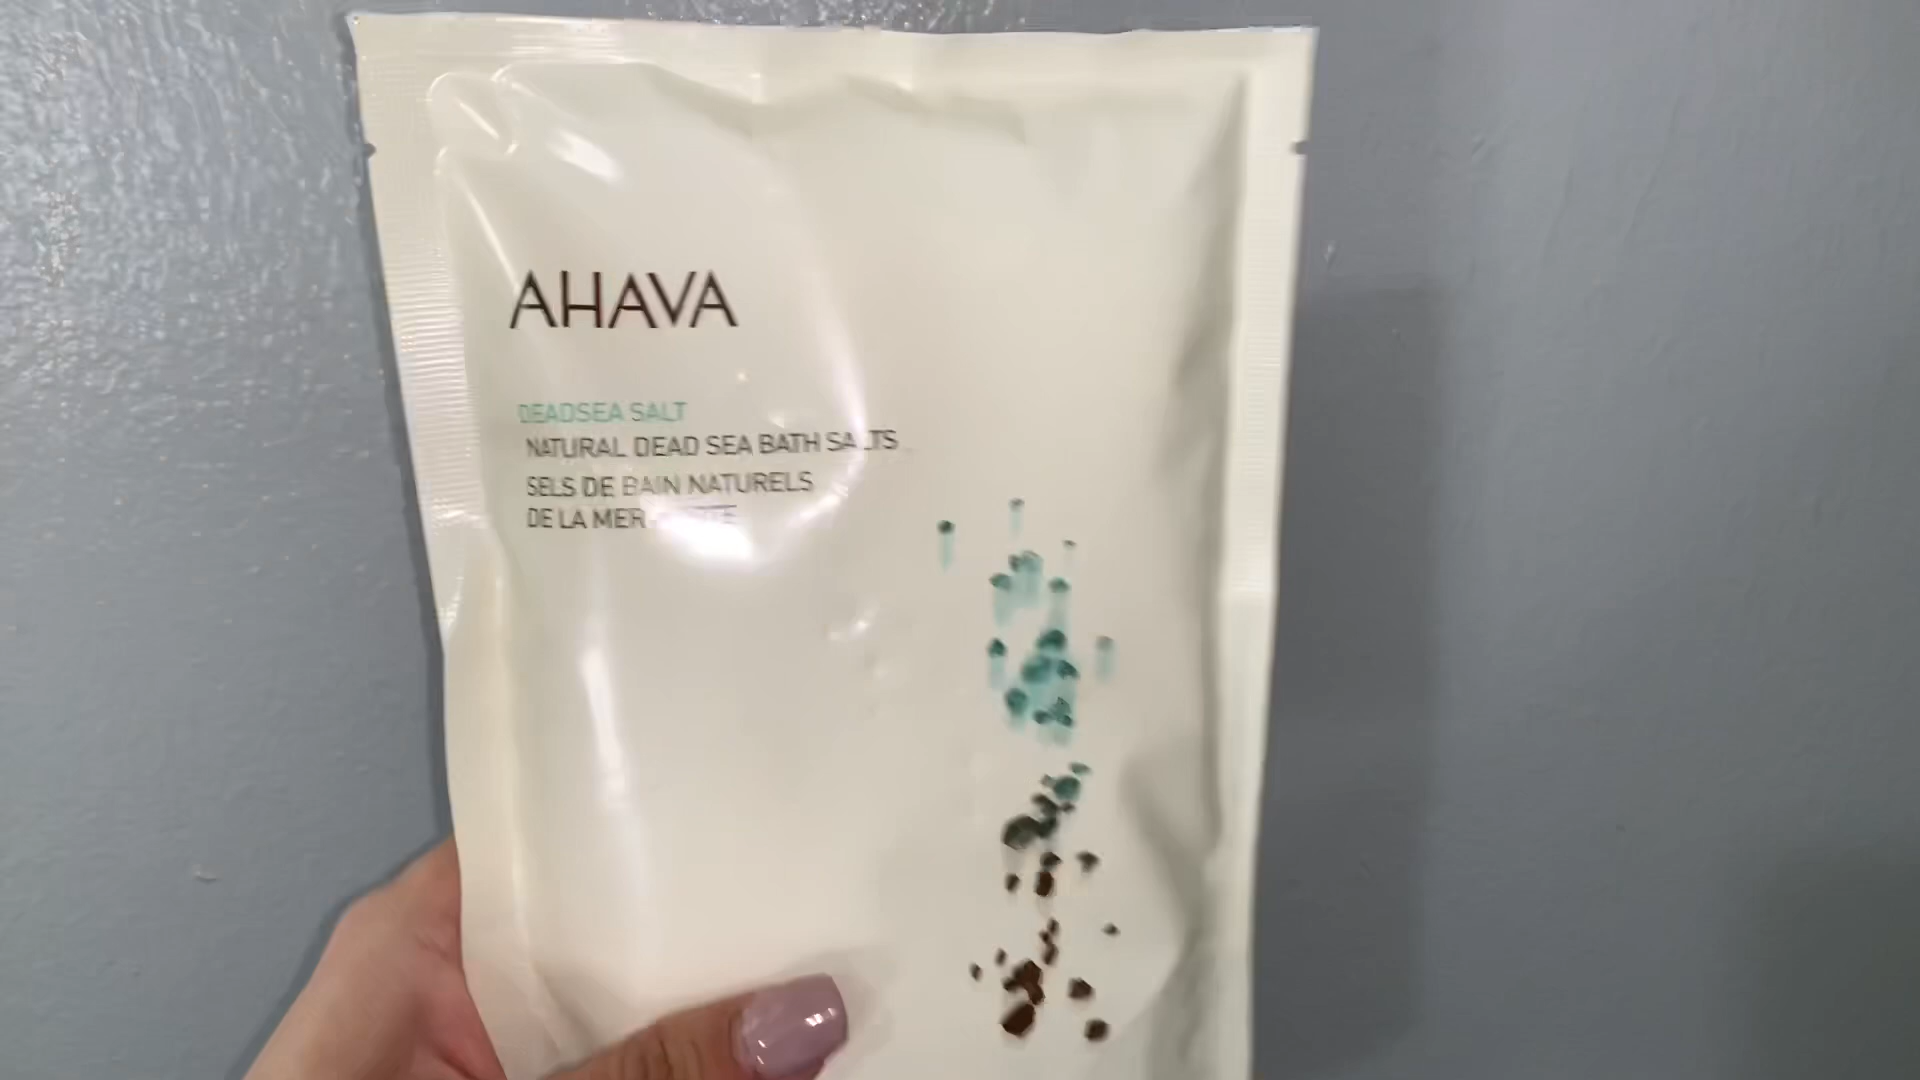 AHAVA
DEADSEA SALT
NATURAL DEAD SEA BATH SALTS
SELS DE BAIN NATURELS
DE LA MER